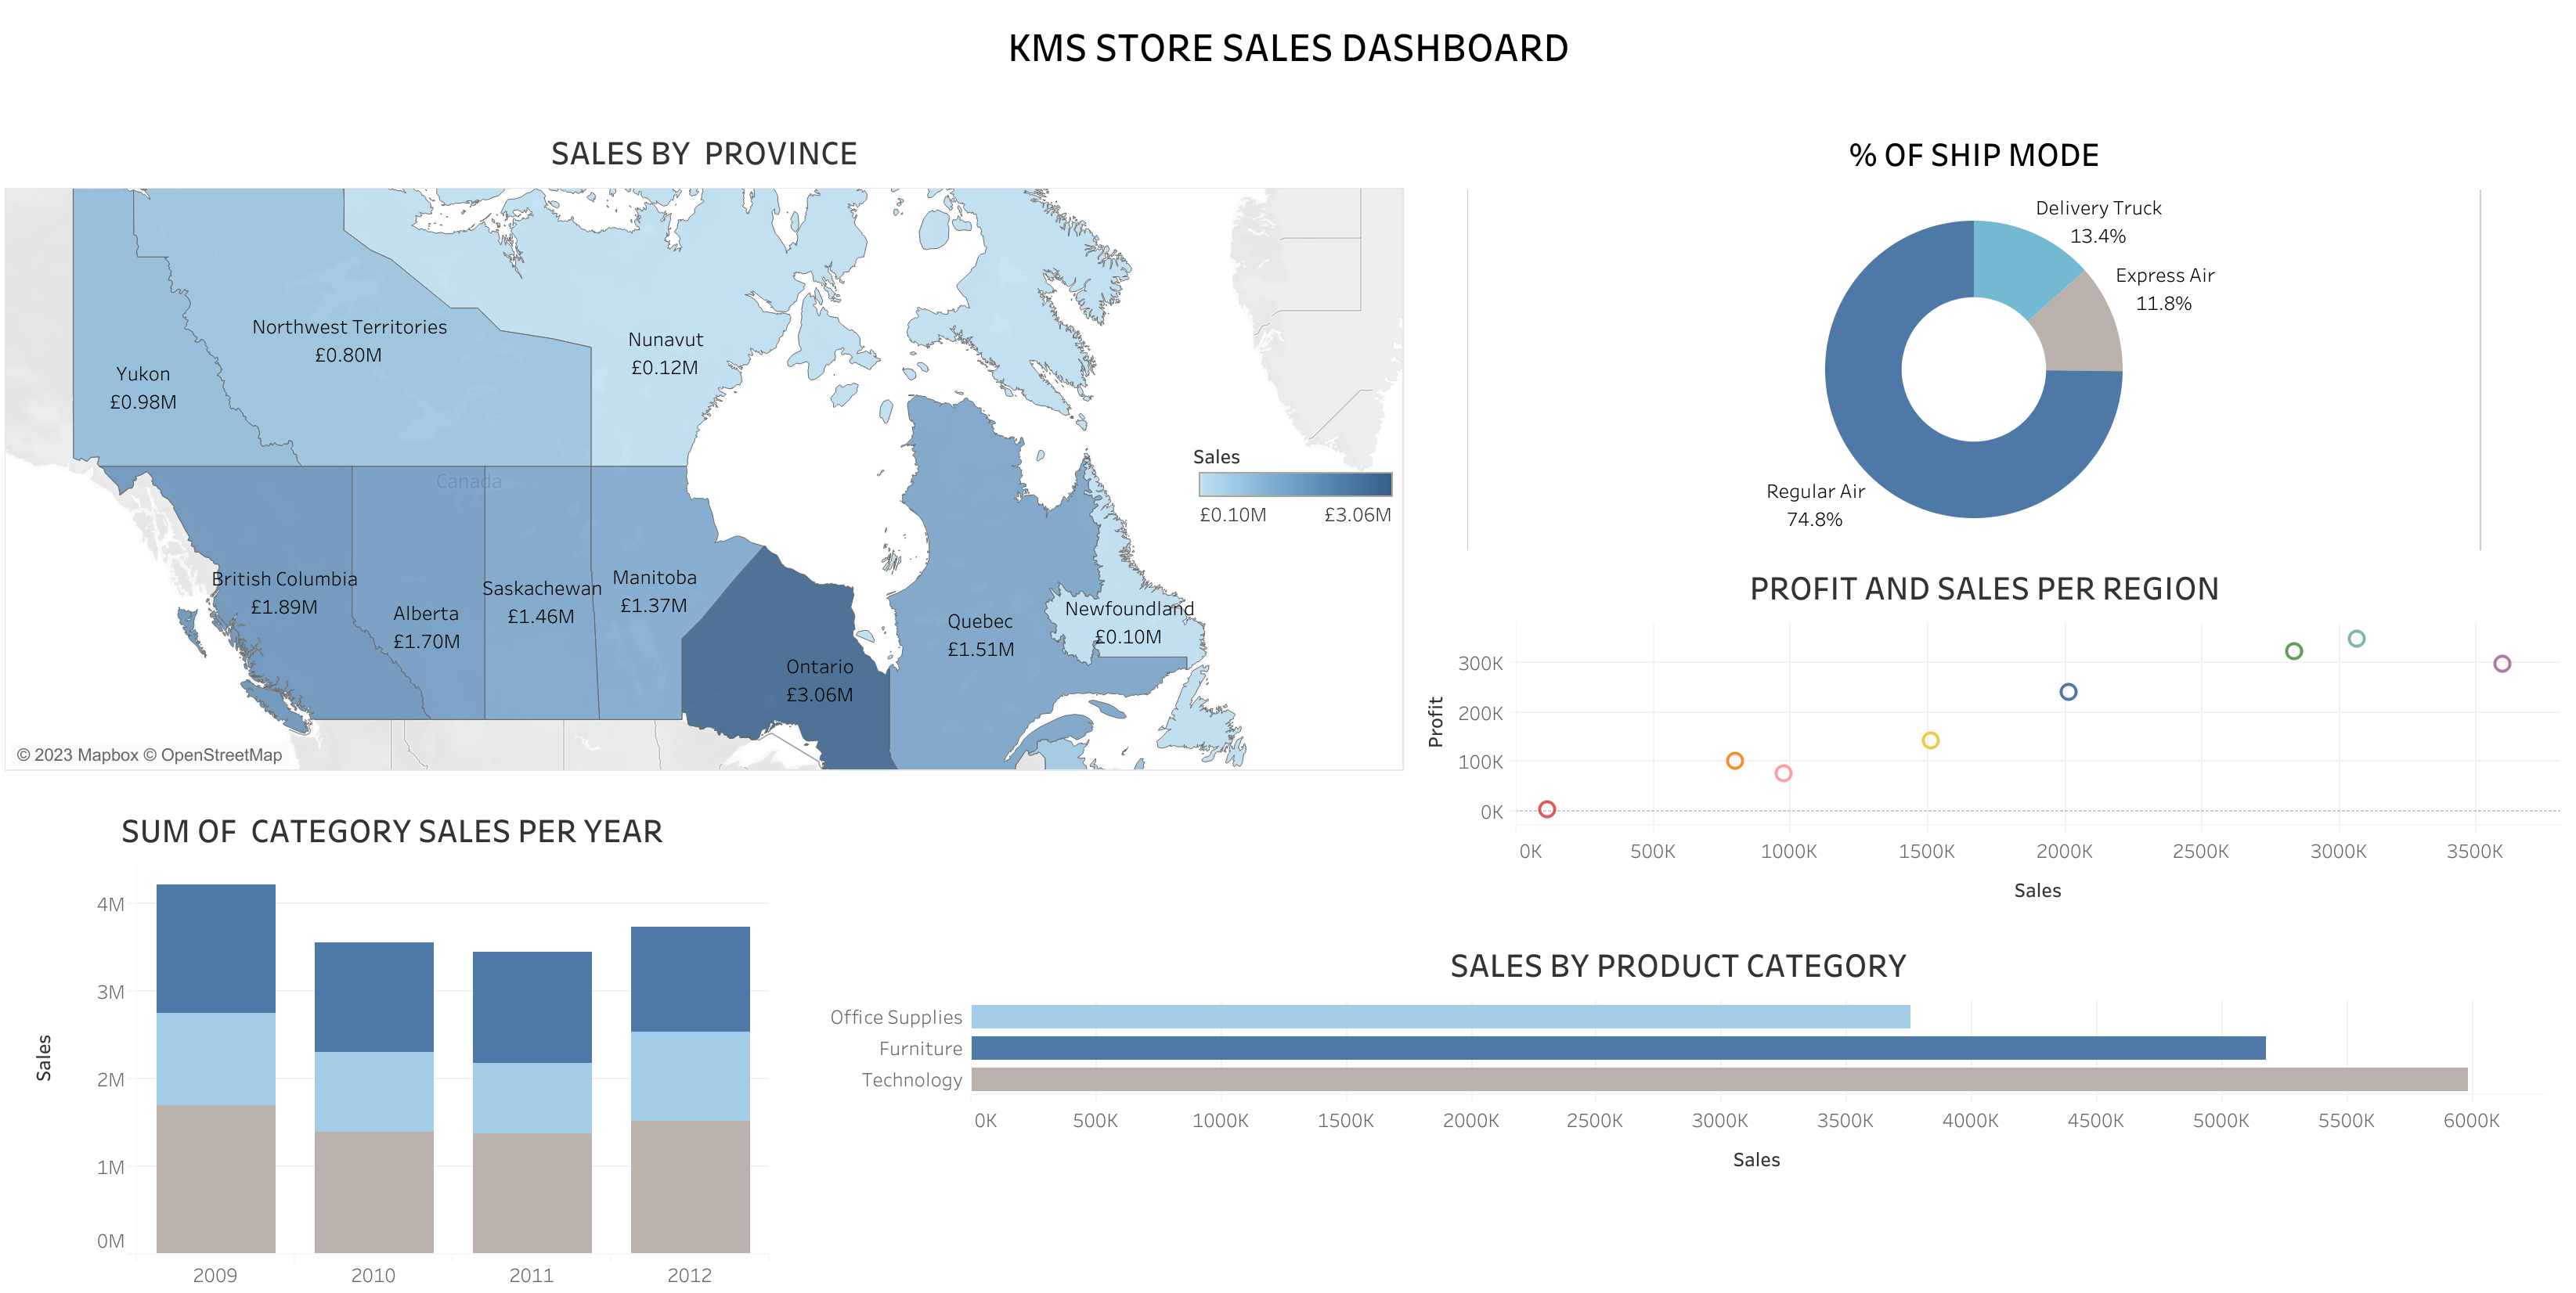 KMS STORE SALES DASHBOARD
SALES BY  PROVINCE
Northwest Territories
£0.80M
Nunavut
£0.12M
Yukon
£0.98M
Canada
British Columbia
£1.89M
Alberta
£1.70M
Saskachewan
£1.46M
Manitoba
£1.37M
Ontario
£3.06M
Quebec
£1.51M
Newfoundland
£0.10M
Sales
£0.10M £3.06M
© 2023 Mapbox © OpenStreetMap
% OF SHIP MODE
Delivery Truck
13.4%
Express Air
11.8%
Regular Air
74.8%
PROFIT AND SALES PER REGION
Profit
300K
200K
100K
0K
0K 500K 1000K 1500K 2000K 2500K 3000K 3500K
Sales
SUM OF  CATEGORY SALES PER YEAR
Sales
4M
3M
2M
1M
0M
2009 2010 2011 2012
SALES BY PRODUCT CATEGORY
Office Supplies
Furniture
Technology
0K 500K 1000K 1500K 2000K 2500K 3000K 3500K 4000K 4500K 5000K 5500K 6000K
Sales